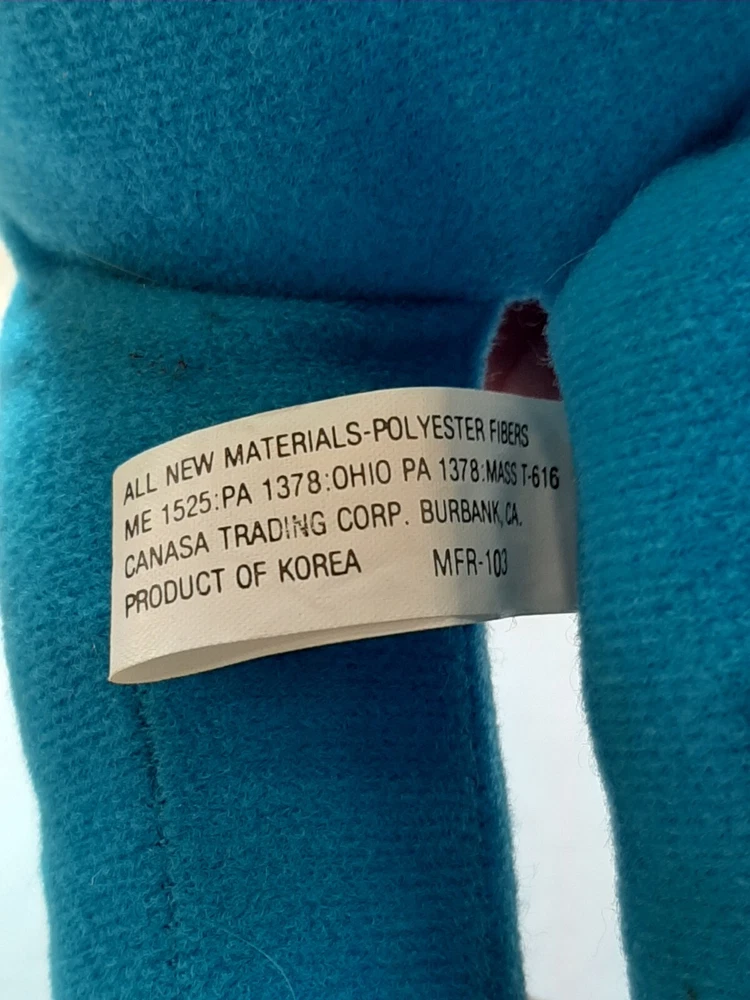 ALL NEW MATERIALS-POLYESTER FIBERS
ME 1525:PA 1378:OHIO PA 1378:MASS T-616
CANASA TRADING CORP. BURBANK, CA.
PRODUCT OF KOREA MFR-103